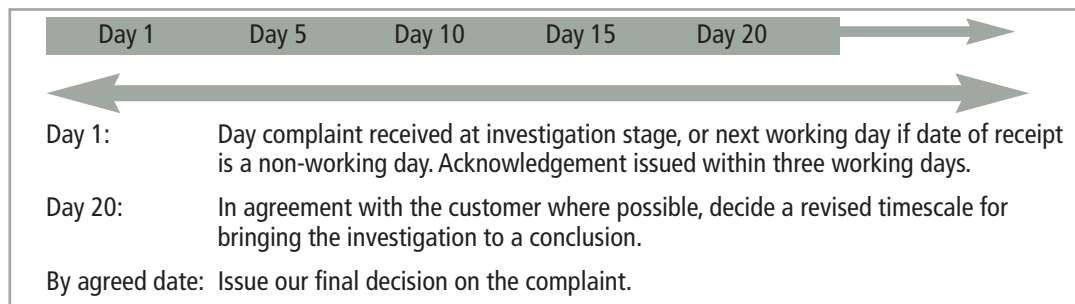 Day 1 Day 5 Day 10 Day 15 Day 20
Day 1: Day complaint received at investigation stage, or next working day if date of receipt
is a non-working day. Acknowledgement issued within three working days.
Day 20: In agreement with the customer where possible, decide a revised timescale for
bringing the investigation to a conclusion.
By agreed date: Issue our final decision on the complaint.